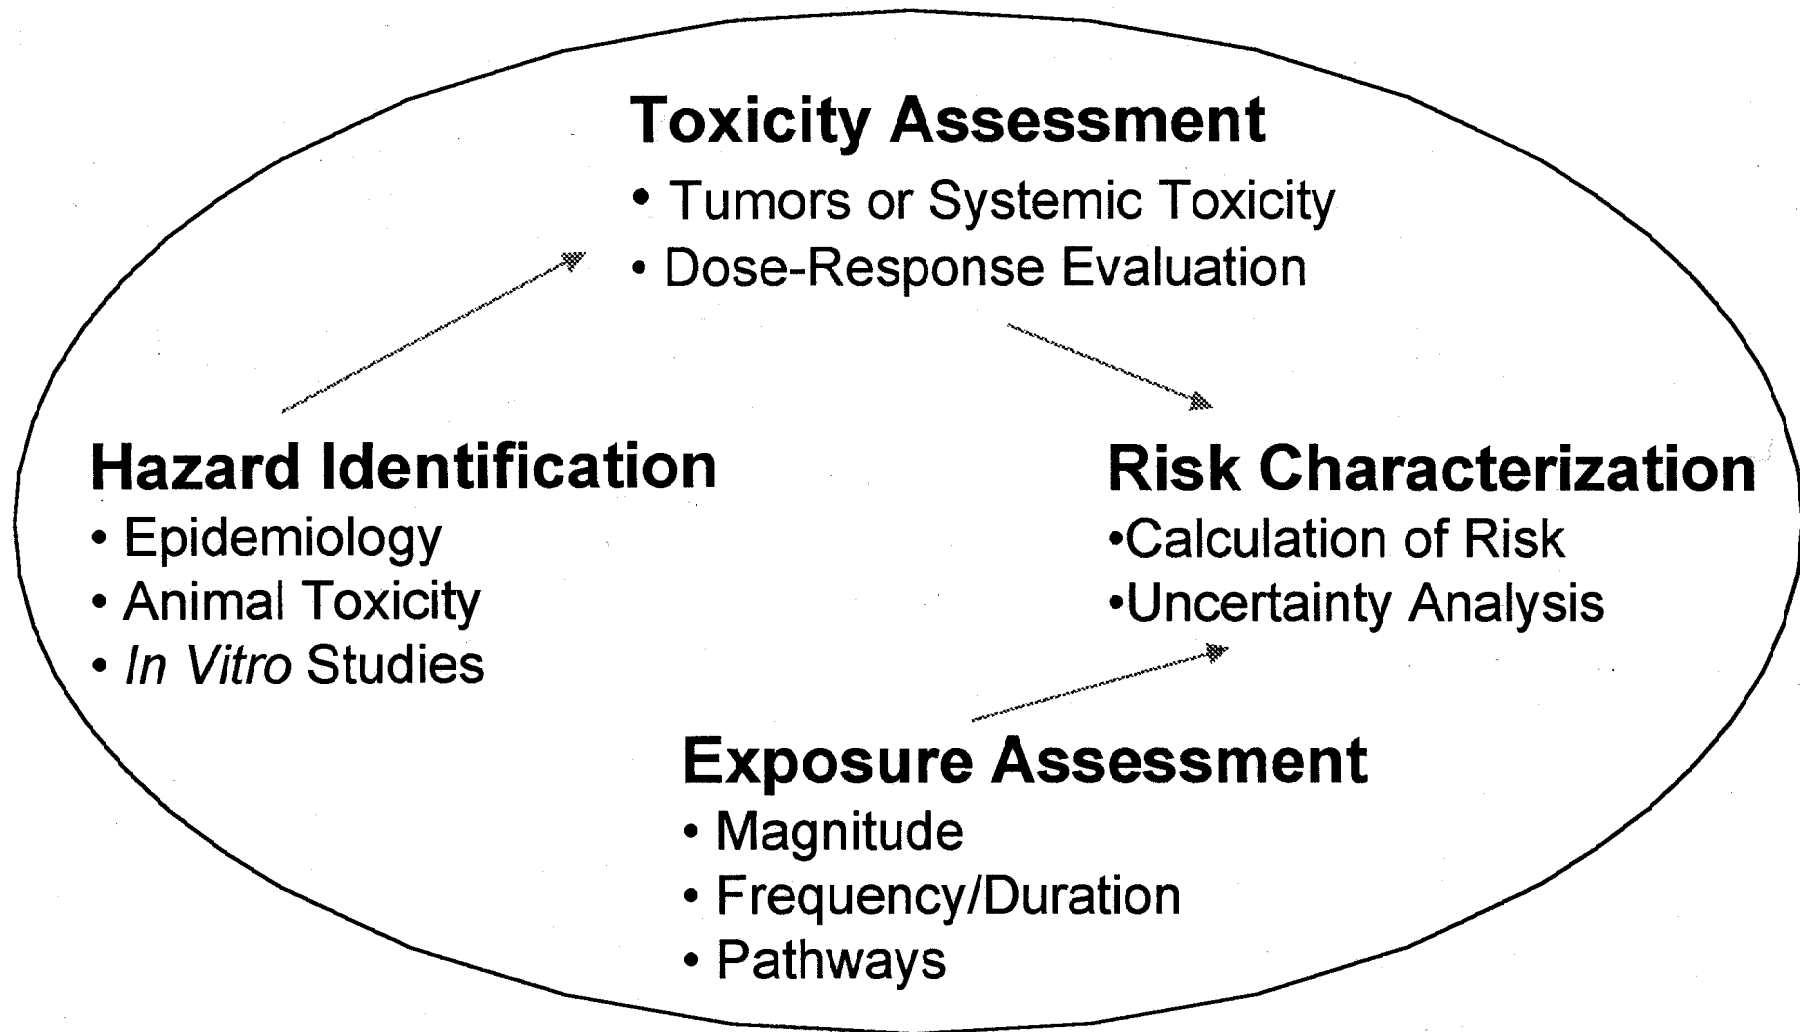 Toxicity Assessment
• Tumors or Systemic Toxicity
• Dose-Response Evaluation
Hazard Identification
• Epidemiology
• Animal Toxicity
• In Vitro Studies
Risk Characterization
•Calculation of Risk
•Uncertainty Analysis
Exposure Assessment
• Magnitude
• Frequency/Duration
• Pathways